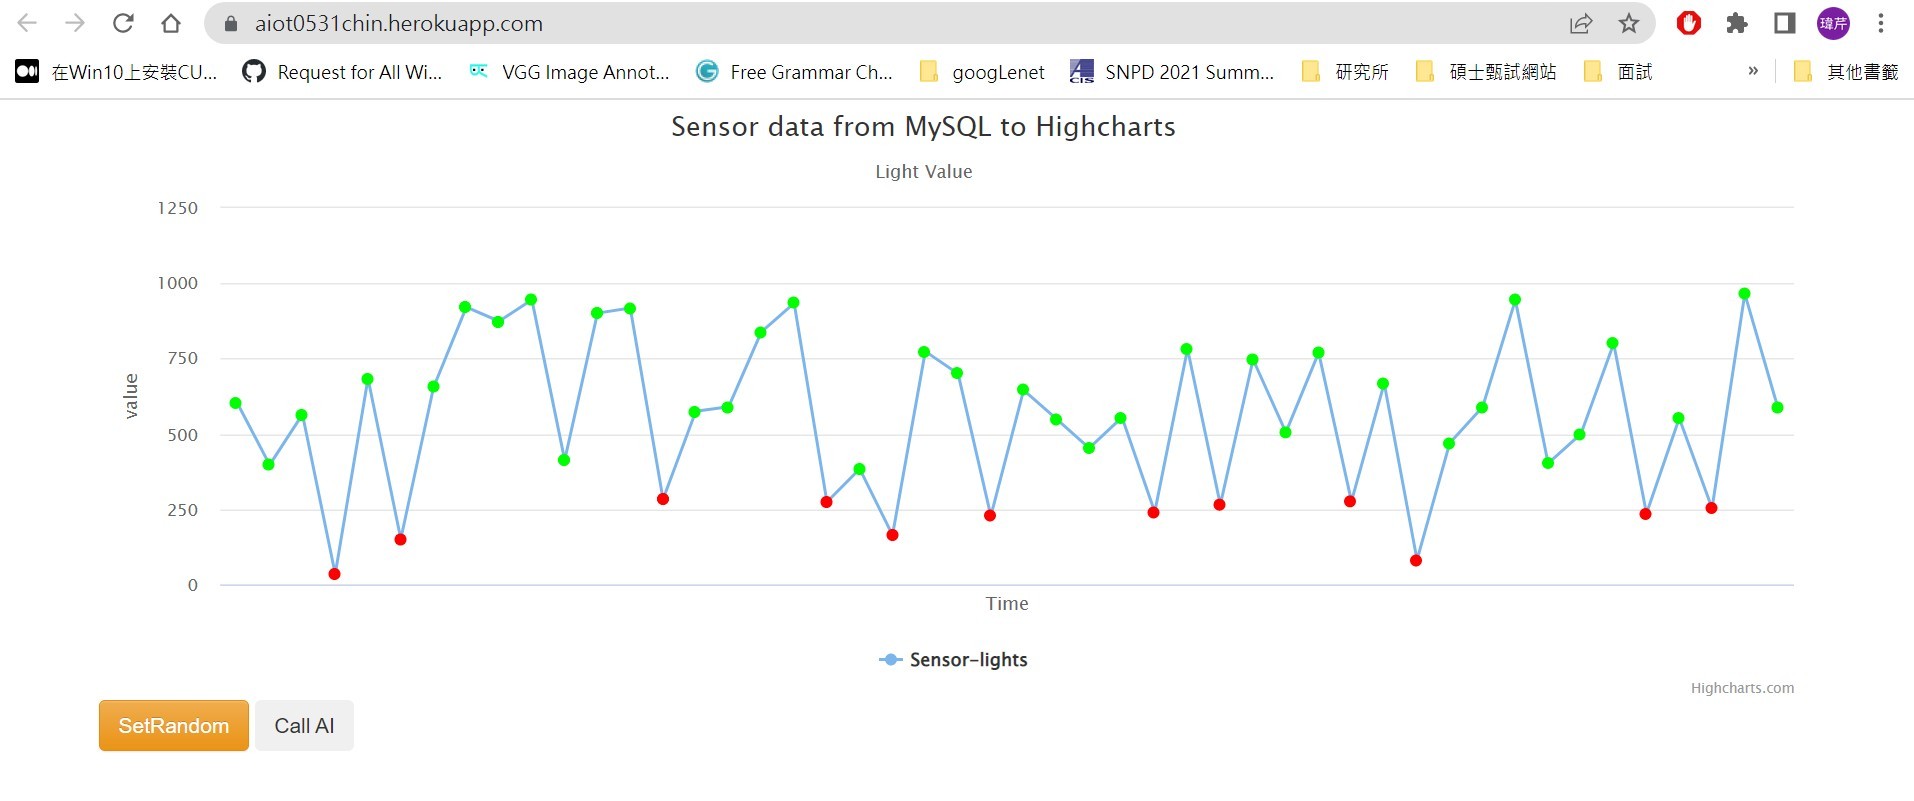 aiot0531chin.herokuapp.com
瑋芹
在Win10上安裝CU...
Request for All Wi...
VGG Image Annot...
Free Grammar Ch...
googLenet
ACIS
SNPD 2021 Summ...
研究所
碩士甄試網站
面試
»
其他書籤
Sensor data from MySQL to Highcharts
Light Value
1250
1000
750
500
250
0
value
Time
Sensor-lights
Highcharts.com
SetRandom
Call AI